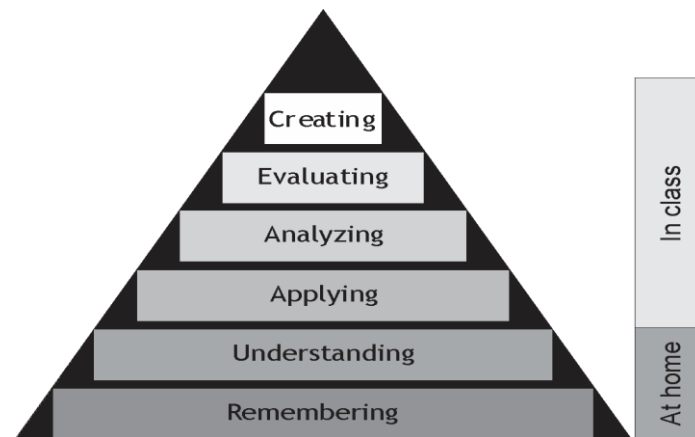 Creating
Evaluating
Analyzing
Applying
Understanding
Remembering
In class
At home